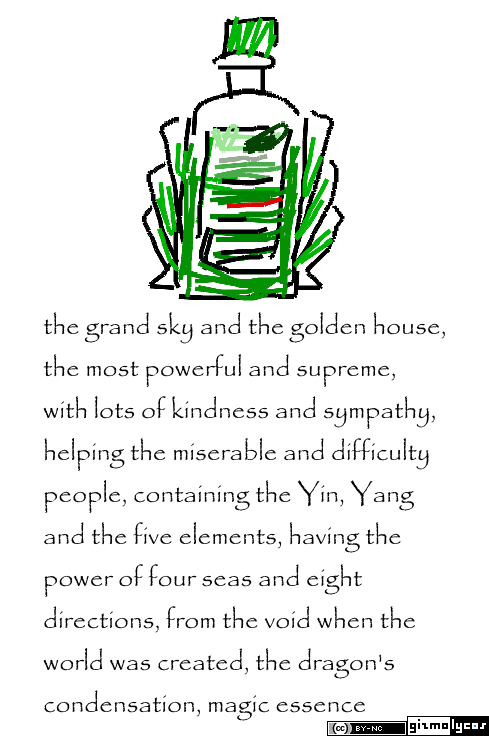 the grand sky and the golden house,
the most powerful and supreme,
with lots of kindness and sympathy,
helping the miserable and difficulty
people, containing the Yin, Yang
and the five elements, having the
power of four seas and eight
directions, from the void when the
world was created, the dragon's
condensation, magic essence
(cc) BY-NC gizmolycos